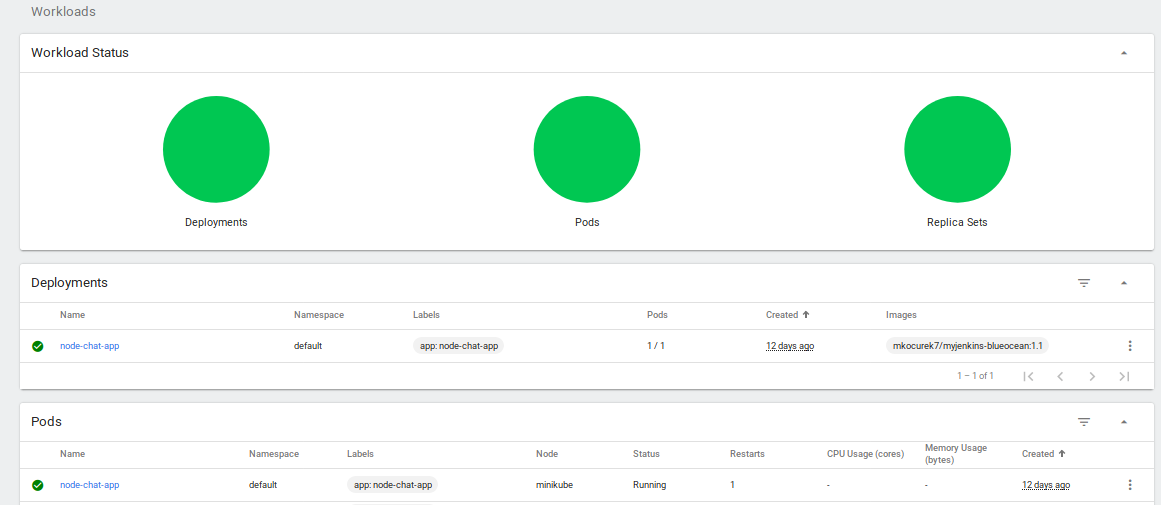 Workloads
Workload Status
Deployments Pods Replica Sets
Deployments
Name Namespace Labels Pods Created Images
node-chat-app default app: node-chat-app 1 / 1 12 days ago mkocurek7/myjenkins-blueocean:1.1
1 – 1 of 1
Pods
Name Namespace Labels Node Status Restarts CPU Usage (cores) Memory Usage (bytes) Created
node-chat-app default app: node-chat-app minikube Running 1 - - 12 days ago